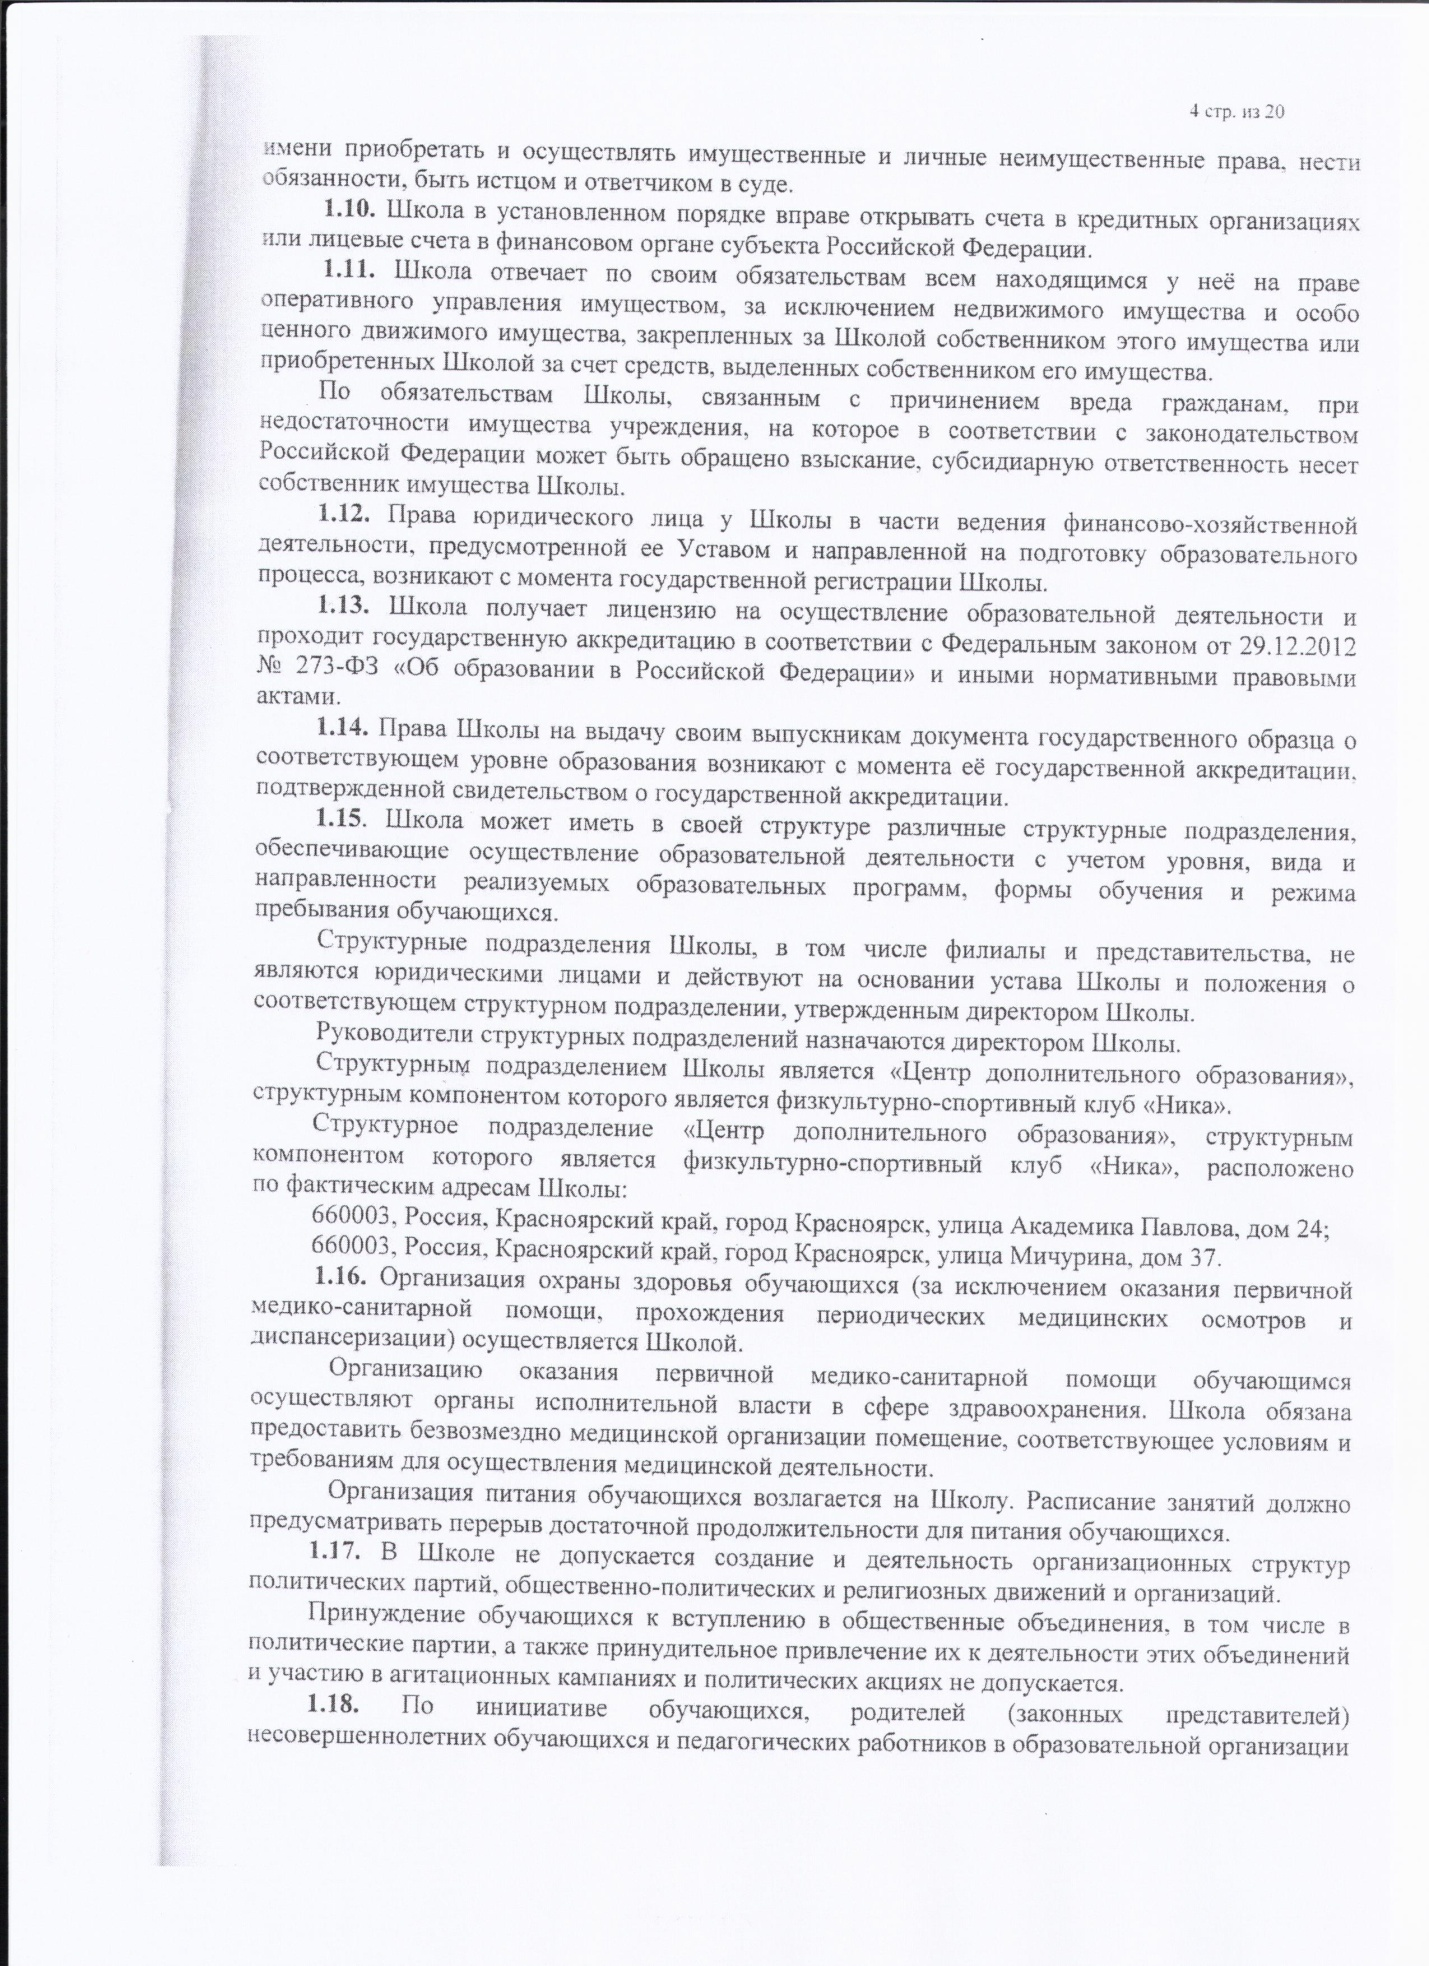 4 стр. из 20
имени приобретать и осуществлять имущественные и личные неимущественные права, нести
обязанности, быть истцом и ответчиком в суде.
1.10. Школа в установленном порядке вправе открывать счета в кредитных организациях
или лицевые счета в финансовом органе субъекта Российской Федерации.
1.11. Школа отвечает по своим обязательствам всем находящимся у неё на праве
оперативного управления имуществом, за исключением недвижимого имущества и особо
ценного движимого имущества, закрепленных за Школой собственником этого имущества или
приобретенных Школой за счет средств, выделенных собственником его имущества.
По обязательствам Школы, связанным с причинением вреда гражданам, при
недостаточности имущества учреждения, на которое в соответствии с законодательством
Российской Федерации может быть обращено взыскание, субсидиарную ответственность несет
собственник имущества Школы.
1.12. Права юридического лица у Школы в части ведения финансово-хозяйственной
деятельности, предусмотренной ее Уставом и направленной на подготовку образовательного
процесса, возникают с момента государственной регистрации Школы.
1.13. Школа получает лицензию на осуществление образовательной деятельности и
проходит государственную аккредитацию в соответствии с Федеральным законом от 29.12.2012
№ 273-ФЗ «Об образовании в Российской Федерации» и иными нормативными правовыми
актами.
1.14. Права Школы на выдачу своим выпускникам документа государственного образца о
соответствующем уровне образования возникают с момента её государственной аккредитации,
подтвержденной свидетельством о государственной аккредитации.
1.15. Школа может иметь в своей структуре различные структурные подразделения,
обеспечивающие осуществление образовательной деятельности с учетом уровня, вида и
направленности реализуемых образовательных программ, формы обучения и режима
пребывания обучающихся.
Структурные подразделения Школы, в том числе филиалы и представительства, не
являются юридическими лицами и действуют на основании устава Школы и положения о
соответствующем структурном подразделении, утвержденным директором Школы.
Руководители структурных подразделений назначаются директором Школы.
Структурным подразделением Школы является «Центр дополнительного образования»,
структурным компонентом которого является физкультурно-спортивный клуб «Ника».
Структурное подразделение «Центр дополнительного образования», структурным
компонентом которого является физкультурно-спортивный клуб «Ника», расположено
по фактическим адресам Школы:
660003, Россия, Красноярский край, город Красноярск, улица Академика Павлова, дом 24;
660003, Россия, Красноярский край, город Красноярск, улица Мичурина, дом 37.
1.16. Организация охраны здоровья обучающихся (за исключением оказания первичной
медико-санитарной помощи, прохождения периодических медицинских осмотров и
диспансеризации) осуществляется Школой.
Организацию оказания первичной медико-санитарной помощи обучающимся
осуществляют органы исполнительной власти в сфере здравоохранения. Школа обязана
предоставить безвозмездно медицинской организации помещение, соответствующее условиям и
требованиям для осуществления медицинской деятельности.
Организация питания обучающихся возлагается на Школу. Расписание занятий должно
предусматривать перерыв достаточной продолжительности для питания обучающихся.
1.17. В Школе не допускается создание и деятельность организационных структур
политических партий, общественно-политических и религиозных движений и организаций.
Принуждение обучающихся к вступлению в общественные объединения, в том числе в
политические партии, а также принудительное привлечение их к деятельности этих объединений
и участию в агитационных кампаниях и политических акциях не допускается.
1.18. По инициативе обучающихся, родителей (законных представителей)
несовершеннолетних обучающихся и педагогических работников в образовательной организации